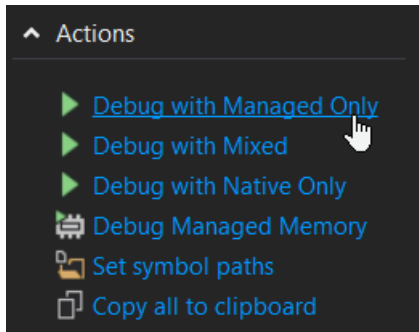 Actions
Debug with Managed Only
Debug with Mixed
Debug with Native Only
Debug Managed Memory
Set symbol paths
Copy all to clipboard